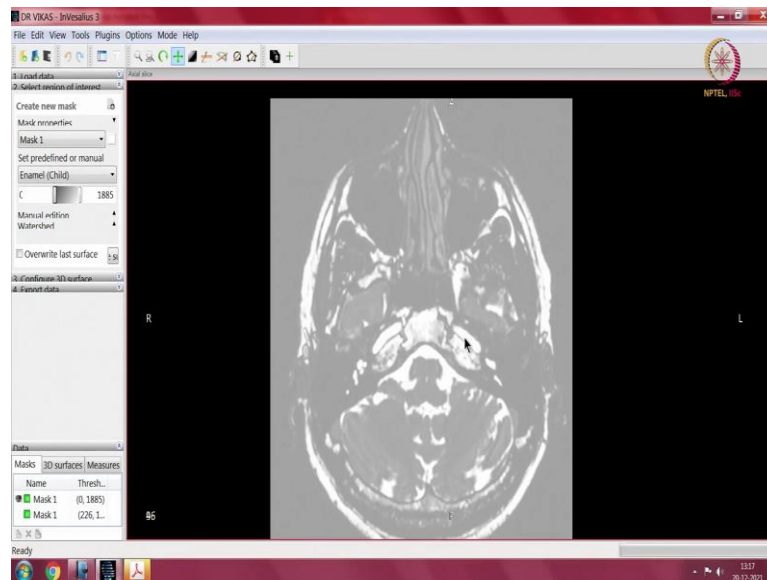 DR VIKAS - InVesalius 3
File Edit View Tools Plugins Options Mode Help
1. Load data
Axial slice
2. Select region of interest
NPTEL, IISc
Create new mask
Mask properties
Mask 1
Set predefined or manual
Enamel (Child)
1885
Manual edition
Watershed
Overwrite last surface
3. Configure 3D surface
4. Export data
R
L
Data
Masks 3D surfaces Measures
Name Thresh...
Mask 1 (0, 1885)
Mask 1 (226, 1...
Ready
13:17
20-12-2021